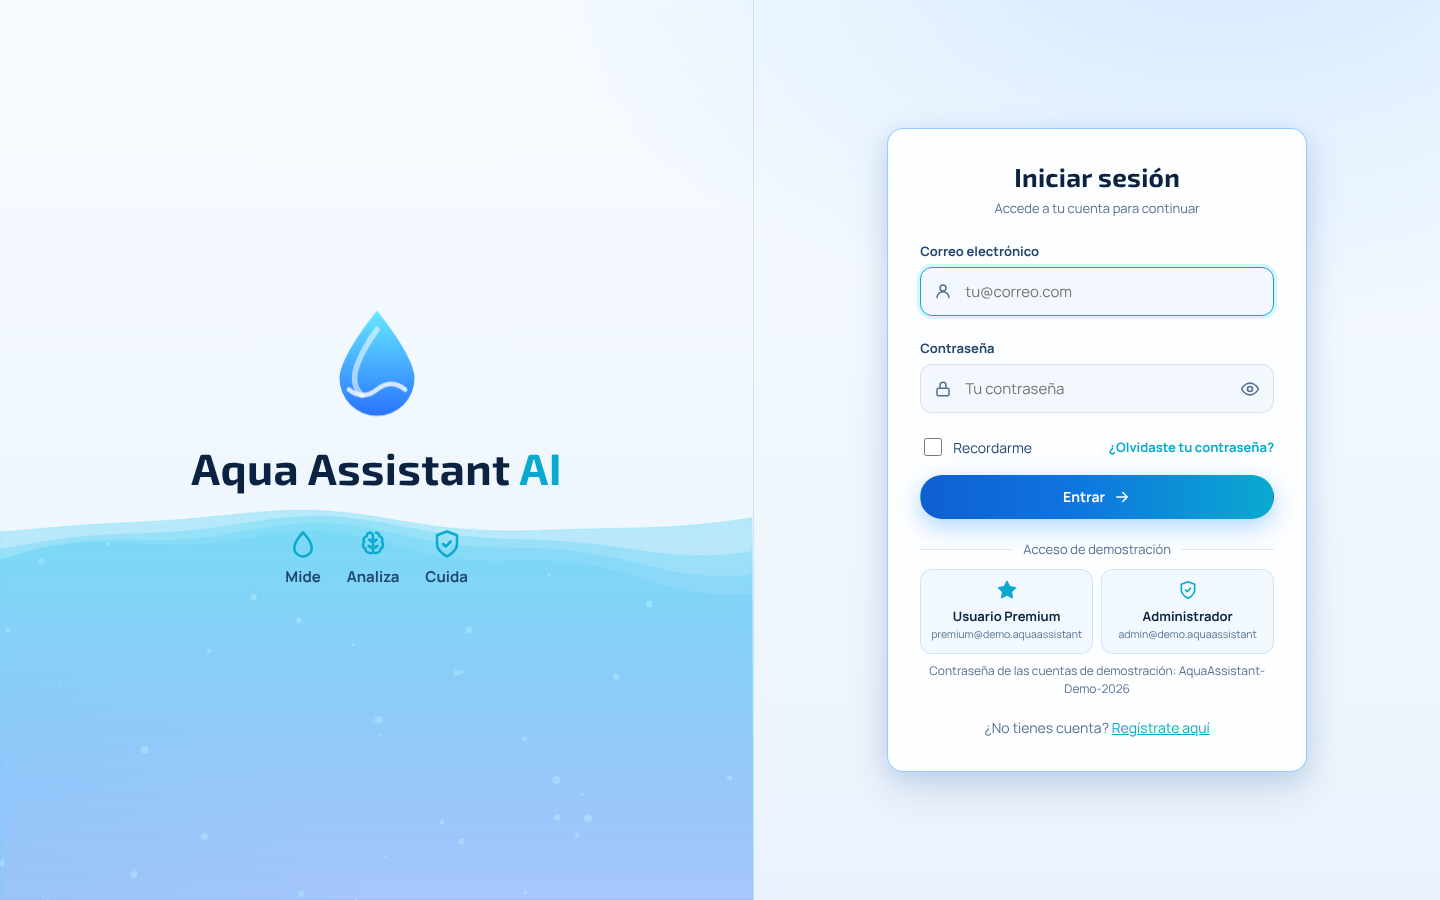 Aqua Assistant AI
Mide
Analiza
Cuida
Iniciar sesión
Accede a tu cuenta para continuar
Correo electrónico
tu@correo.com
Contraseña
Tu contraseña
Recordarme
¿Olvidaste tu contraseña?
Entrar
Acceso de demostración
Usuario Premium
premium@demo.aquaassistant
Administrador
admin@demo.aquaassistant
Contraseña de las cuentas de demostración: AquaAssistant-
Demo-2026
¿No tienes cuenta? Regístrate aquí